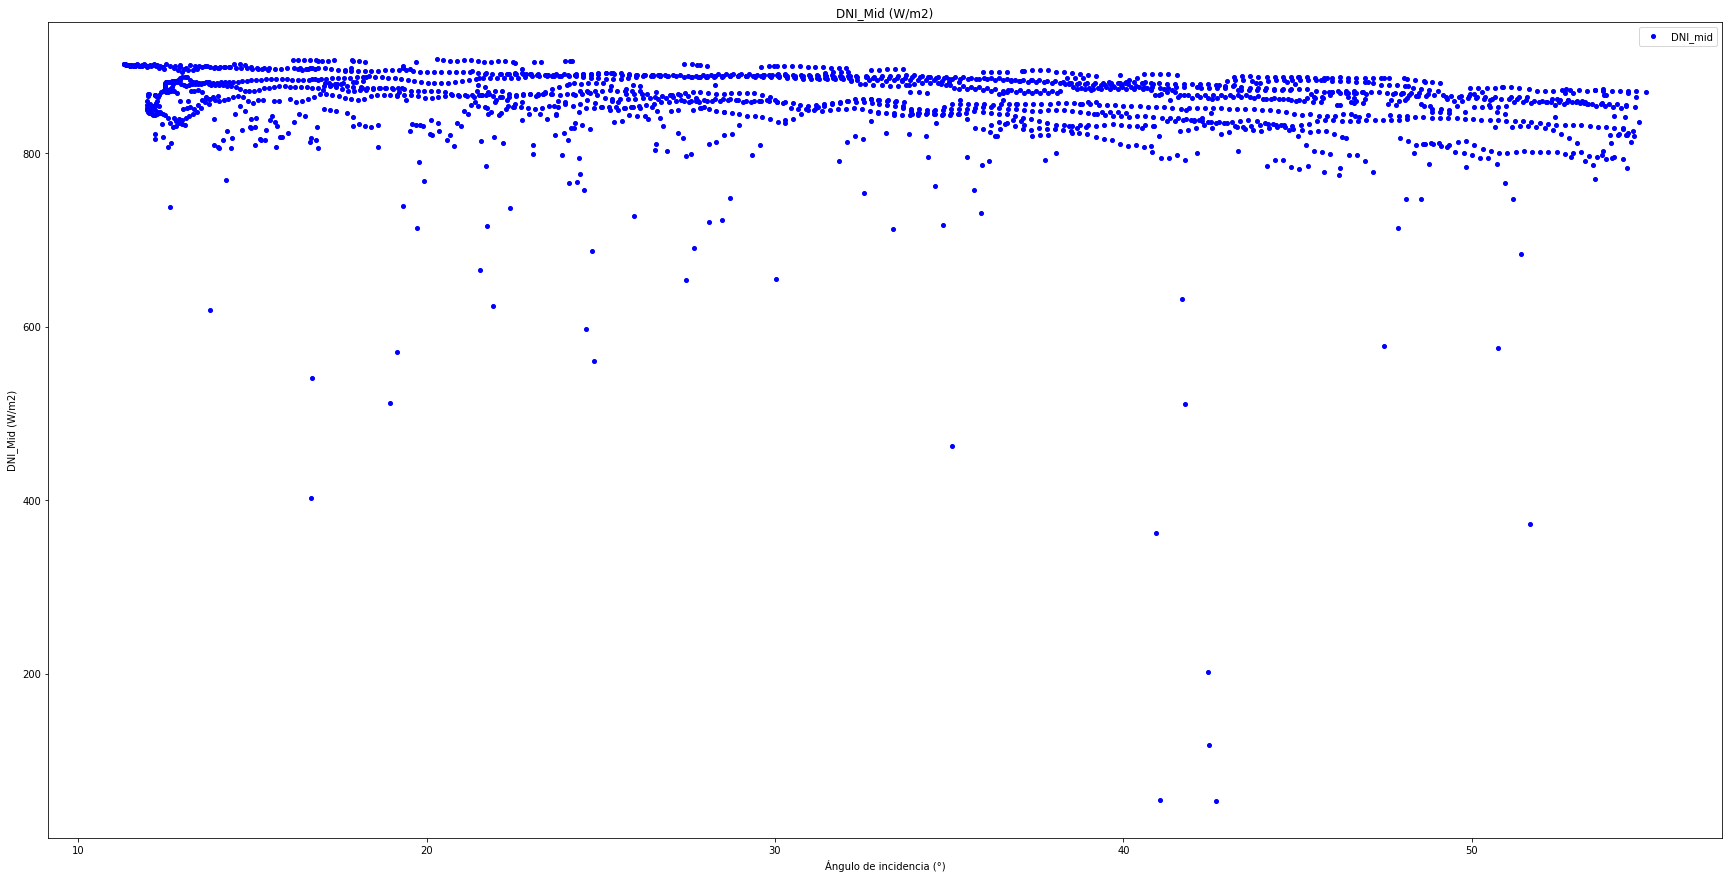 DNI_Mid (W/m2)
DNI_mid
800
600
400
200
DNI_Mid (W/m2)
10 20 30 40 50
Ángulo de incidencia (°)